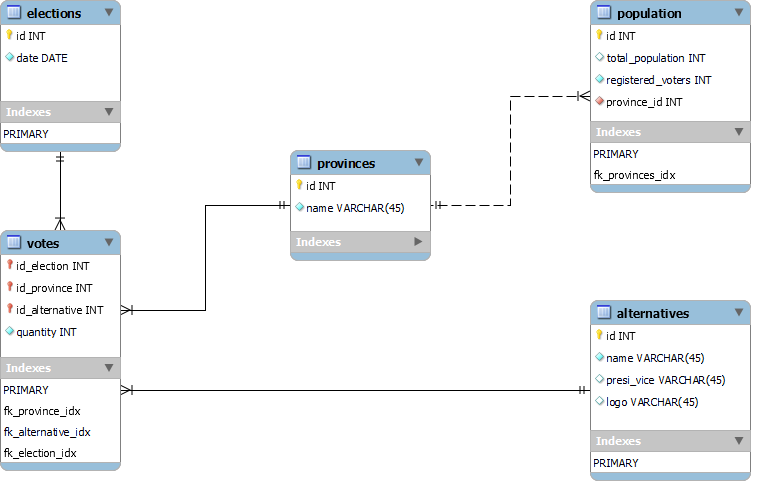 elections
id INT
date DATE
Indexes
PRIMARY
population
id INT
total_population INT
registered_voters INT
province_id INT
Indexes
PRIMARY
fk_provinces_idx
provinces
id INT
name VARCHAR(45)
Indexes
votes
id_election INT
id_province INT
id_alternative INT
quantity INT
Indexes
PRIMARY
fk_province_idx
fk_alternative_idx
fk_election_idx
alternatives
id INT
name VARCHAR(45)
presi_vice VARCHAR(45)
logo VARCHAR(45)
Indexes
PRIMARY